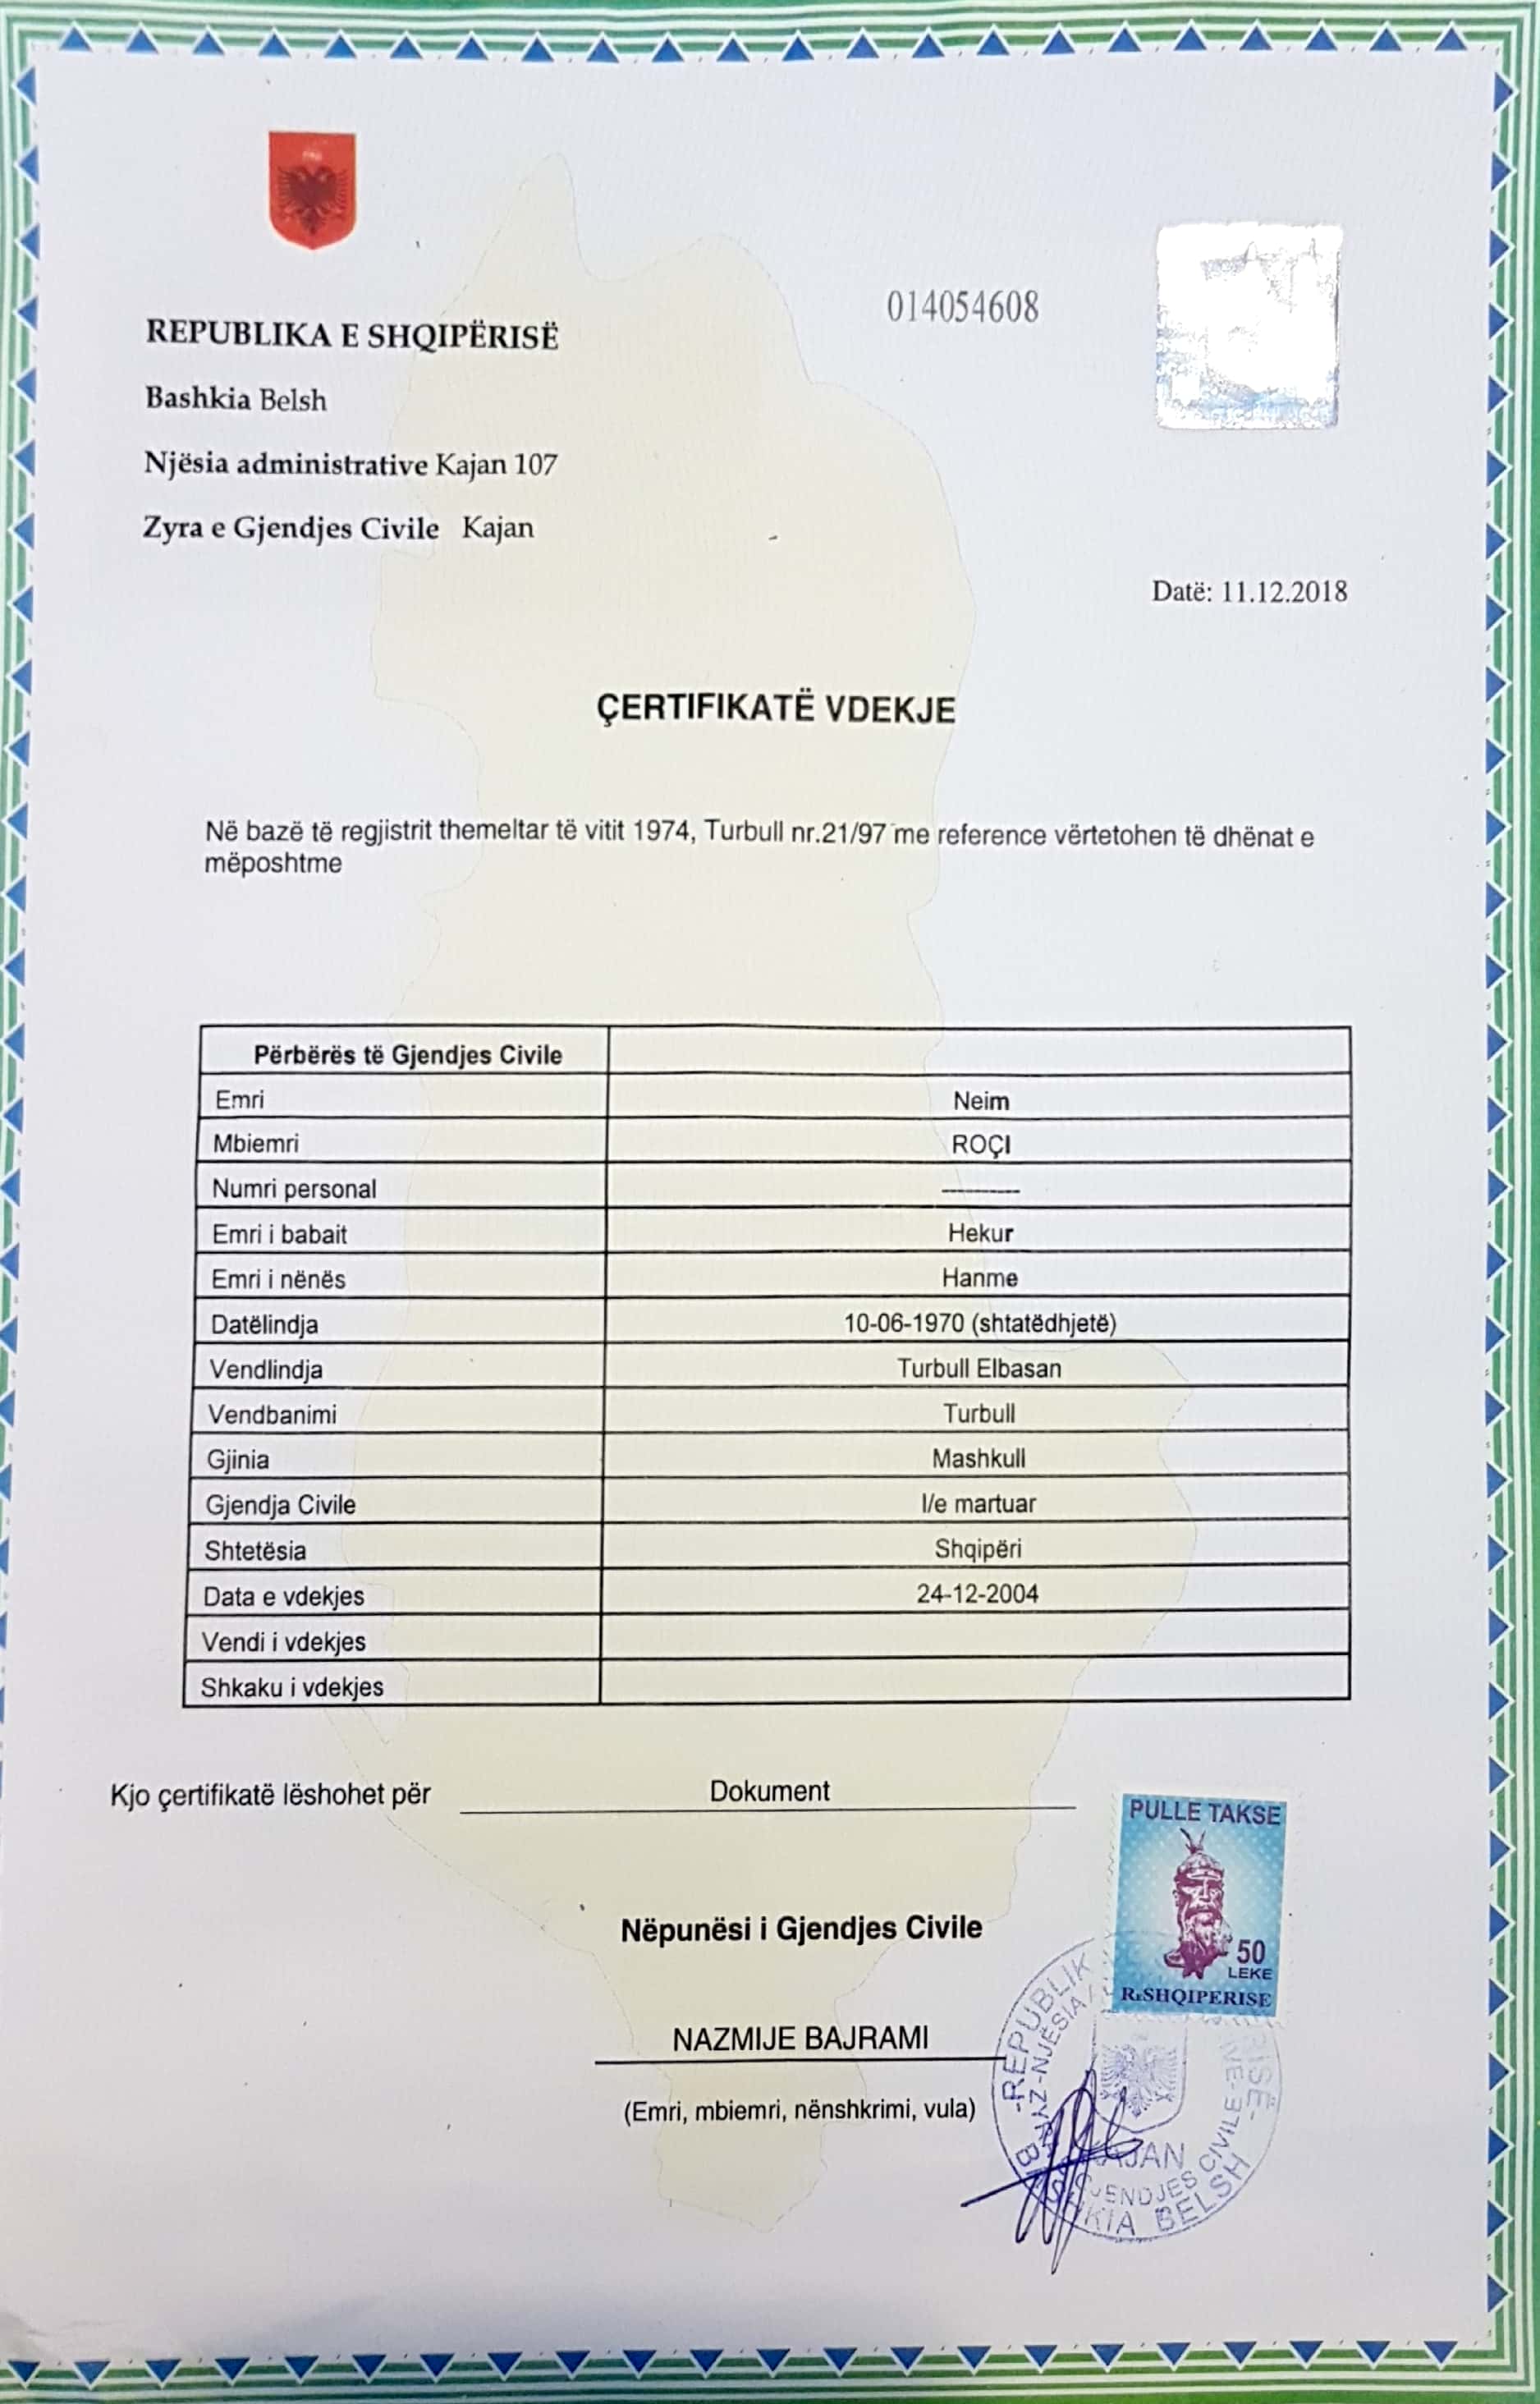 014054608
REPUBLIKA E SHQIPËRISË
Bashkia Belsh
Njësia administrative Kajan 107
Zyra e Gjendjes Civile Kajan
Datë: 11.12.2018
ÇERTIFIKATË VDEKJE
Në bazë të regjistrit themeltar të vitit 1974, Turbull nr.21/97 me reference vërtetohen të dhënat e
mëposhtme
Përbërës të Gjendjes Civile
Emri Neim
Mbiemri ROÇI
Numri personal ----------
Emri i babait Hekur
Emri i nënës Hanme
Datëlindja 10-06-1970 (shtatëdhjetë)
Vendlindja Turbull Elbasan
Vendbanimi Turbull
Gjinia Mashkull
Gjendja Civile I/e martuar
Shtetësia Shqipëri
Data e vdekjes 24-12-2004
Vendi i vdekjes
Shkaku i vdekjes
Kjo çertifikatë lëshohet për Dokument
PULLE TAKSE
50
LEKE
R.SHQIPERISE
Nëpunësi i Gjendjes Civile
NAZMIJE BAJRAMI
(Emri, mbiemri, nënshkrimi, vula)
KAJAN
GJENDJES CIVILE
BELSH